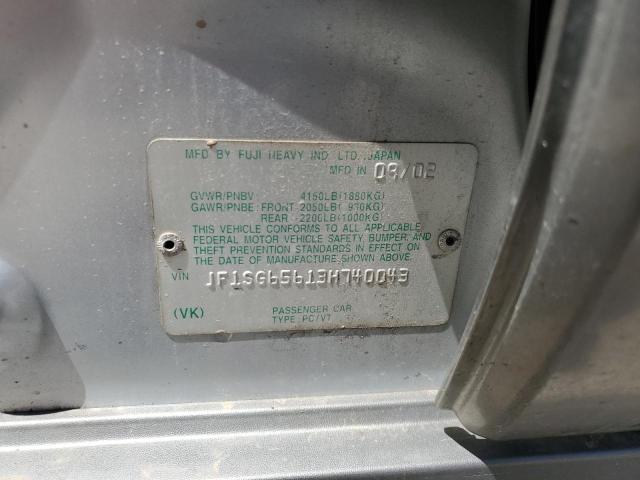 MFD BY FUJI HEAVY IND. LTD. JAPAN
MFD IN 09/02
GVWR/PNBV 4150LB(1880KG)
GAWR/PNBE FRONT 2050LB( 930KG)
REAR 2200LB(1000KG)
THIS VEHICLE CONFORMS TO ALL APPLICABLE
FEDERAL MOTOR VEHICLE SAFETY, BUMPER, AND
THEFT PREVENTION STANDARDS IN EFFECT ON
THE DATE OF MANUFACTURE SHOWN ABOVE.
VIN JF1SG65613H740043
(VK) PASSENGER CAR
TYPE PC/V7